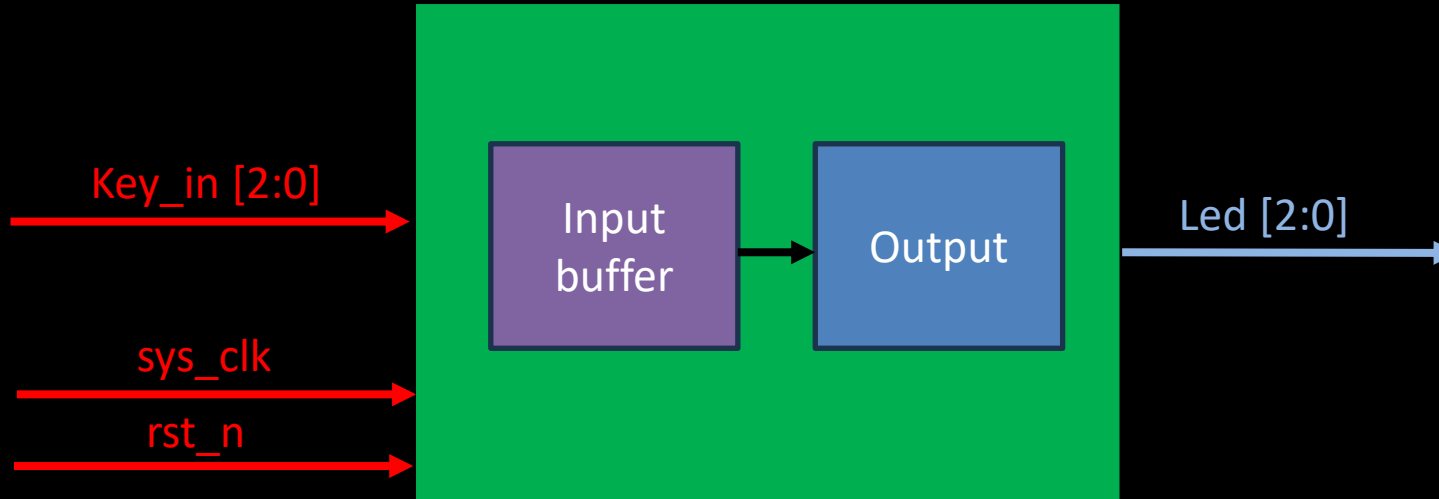 Key_in [2:0]
sys_clk
rst_n
Input
buffer
Output
Led [2:0]